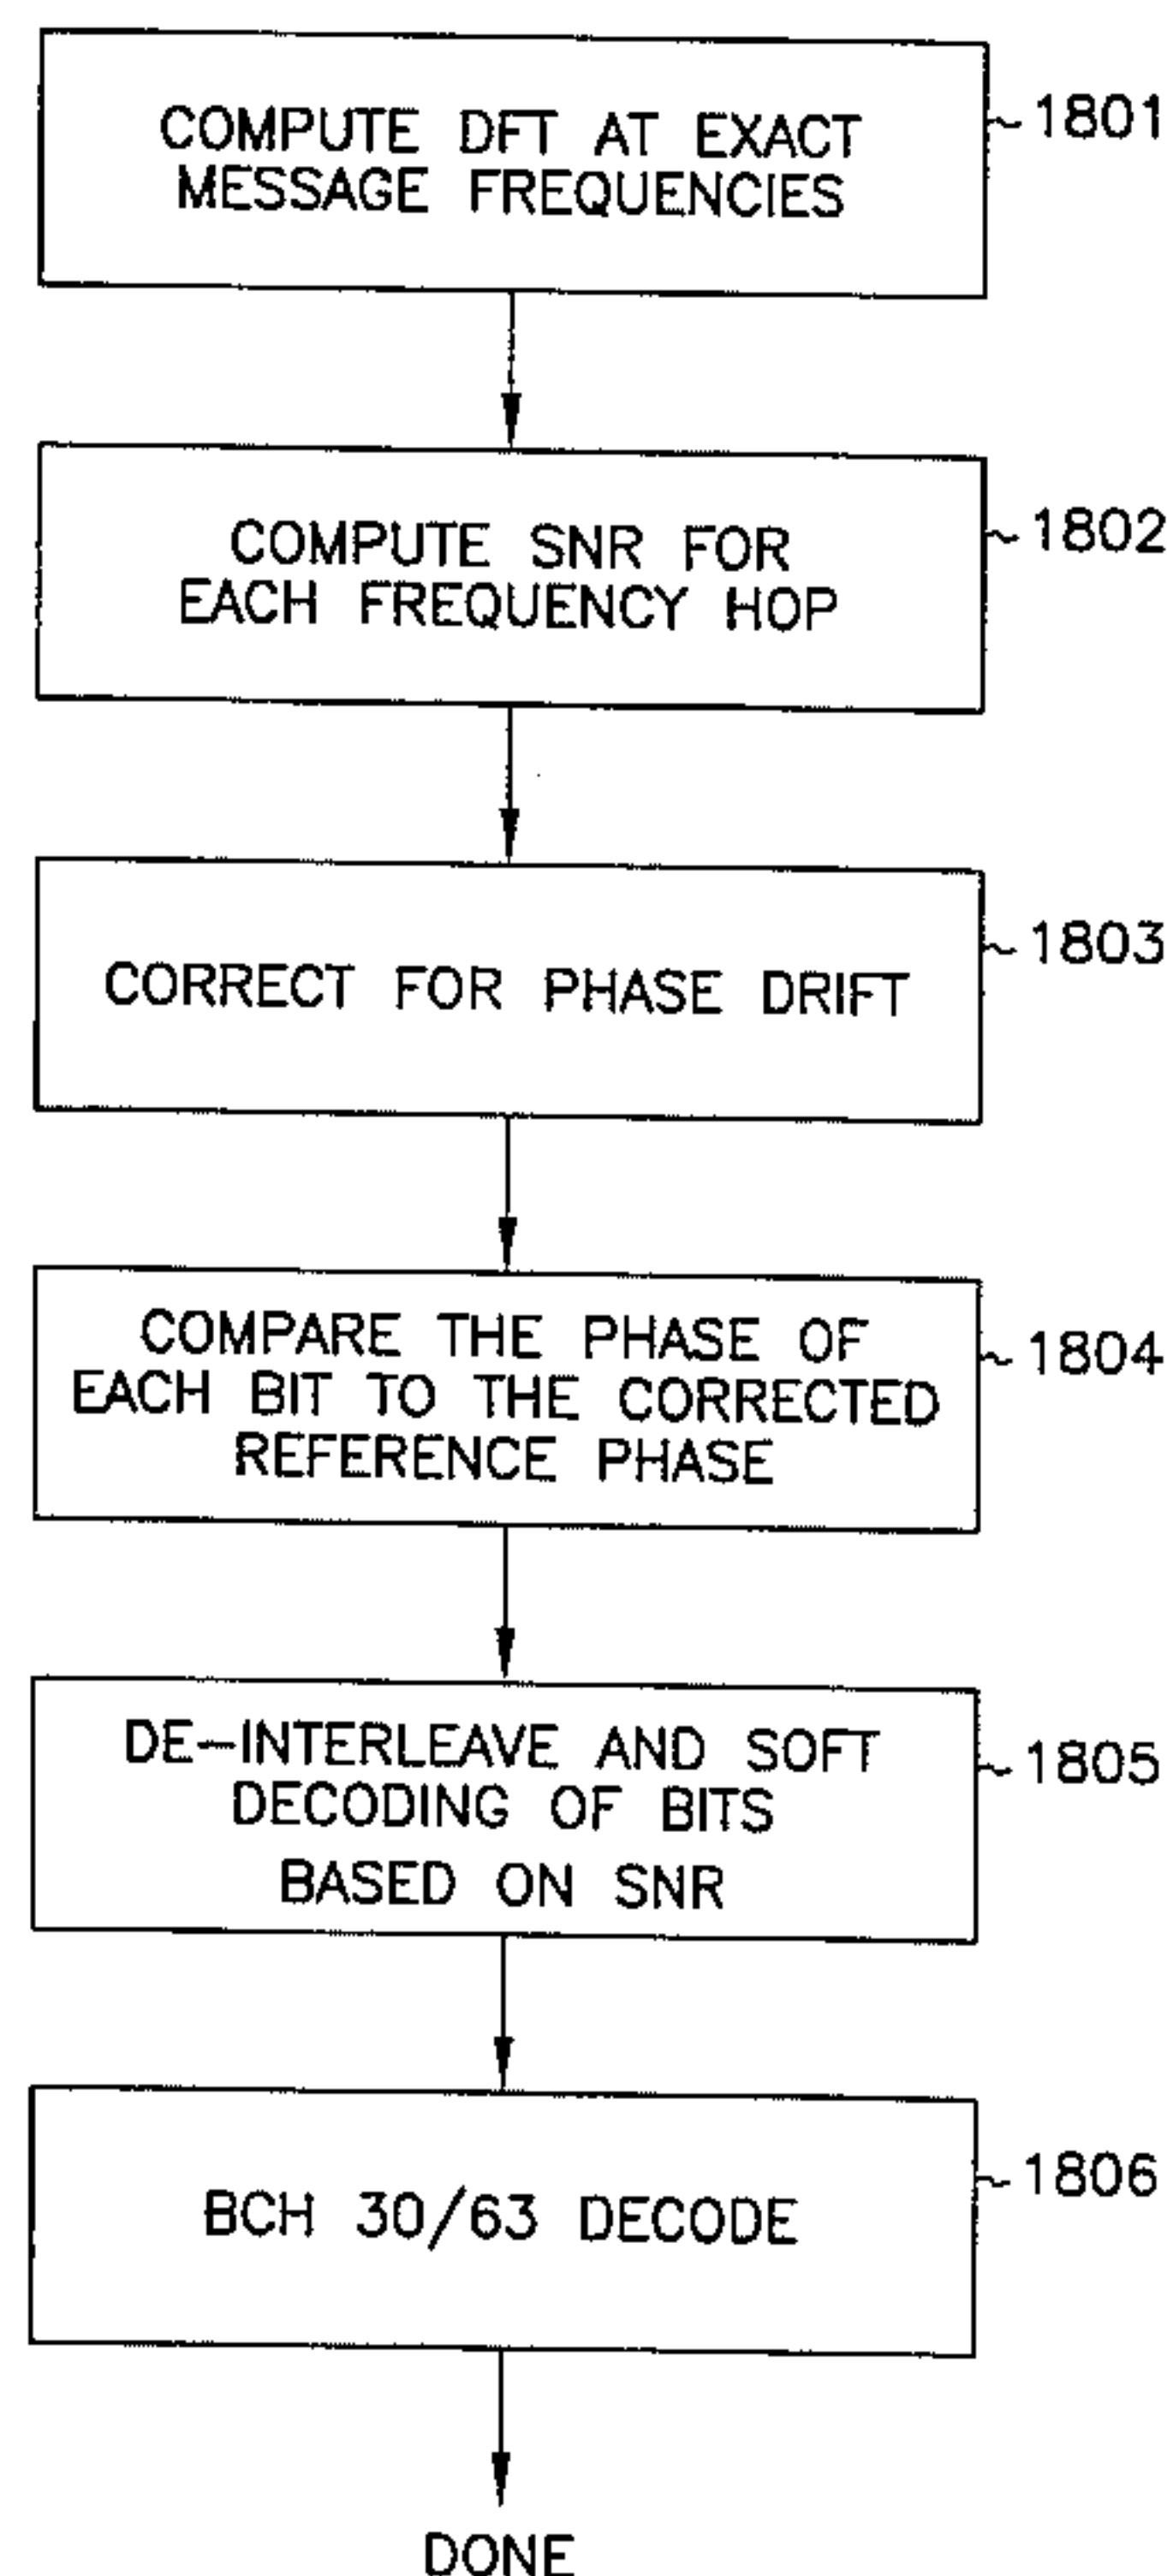 COMPUTE DFT AT EXACT
MESSAGE FREQUENCIES
1801
COMPUTE SNR FOR
EACH FREQUENCY HOP
1802
CORRECT FOR PHASE DRIFT
1803
COMPARE THE PHASE OF
EACH BIT TO THE CORRECTED
REFERENCE PHASE
1804
DE-INTERLEAVE AND SOFT
DECODING OF BITS
BASED ON SNR
1805
BCH 30/63 DECODE
1806
DONE